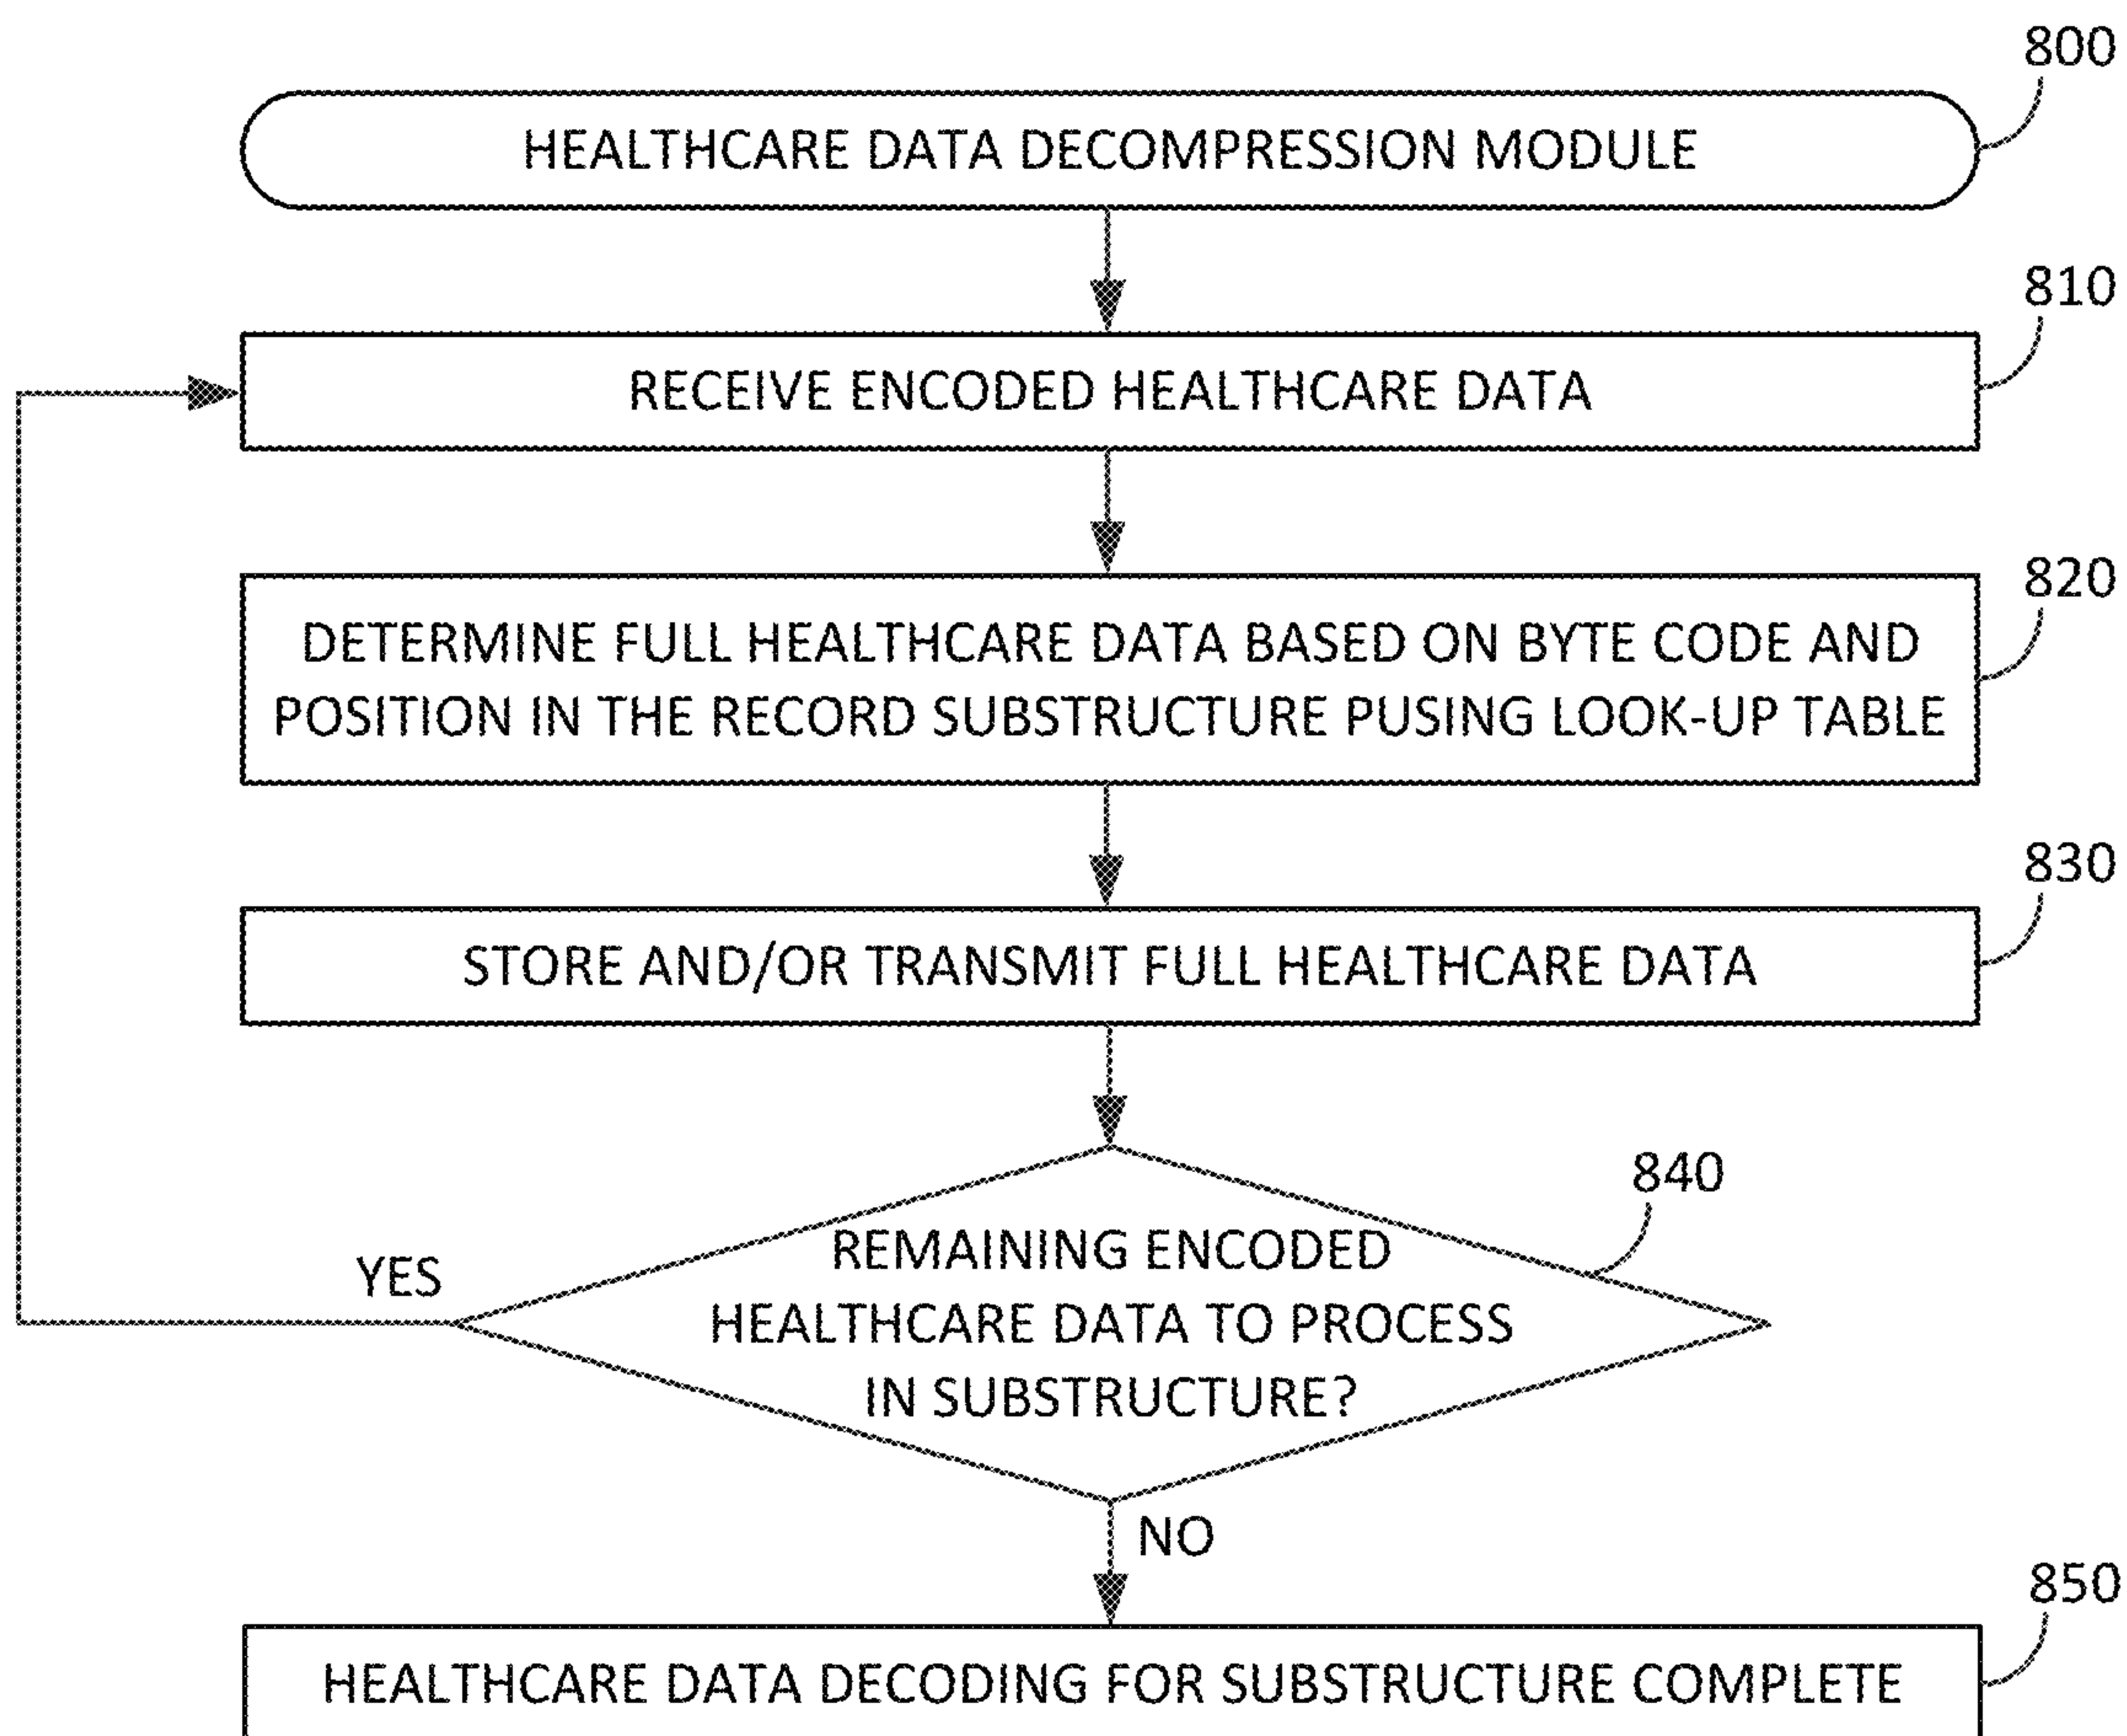 800
HEALTHCARE DATA DECOMPRESSION MODULE
810
RECEIVE ENCODED HEALTHCARE DATA
820
DETERMINE FULL HEALTHCARE DATA BASED ON BYTE CODE AND
POSITION IN THE RECORD SUBSTRUCTURE PUSING LOOK-UP TABLE
830
STORE AND/OR TRANSMIT FULL HEALTHCARE DATA
840
REMAINING ENCODED
YES
HEALTHCARE DATA TO PROCESS
IN SUBSTRUCTURE?
NO
850
HEALTHCARE DATA DECODING FOR SUBSTRUCTURE COMPLETE